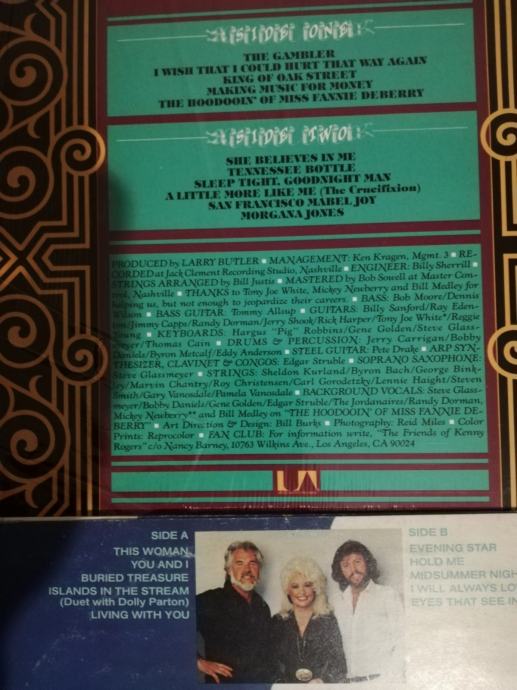 SIDE ONE
THE GAMBLER
I WISH THAT I COULD HURT THAT WAY AGAIN
KING OF OAK STREET
MAKING MUSIC FOR MONEY
THE HOODOOIN' OF MISS FANNIE DEBERRY
SIDE TWO
SHE BELIEVES IN ME
TENNESSEE BOTTLE
SLEEP TIGHT, GOODNIGHT MAN
A LITTLE MORE LIKE ME (The Crucifixion)
SAN FRANCISCO MABEL JOY
MORGANA JONES
PRODUCED by LARRY BUTLER ▪ MANAGEMENT: Ken Kragen, Mgmt. 3 ▪ RE-
CORDED at Jack Clement Recording Studio, Nashville ▪ ENGINEER: Billy Sherrill ▪
STRINGS ARRANGED by Bill Justis ▪ MASTERED by Bob Sowell at Master Con-
trol, Nashville ▪ THANKS to Tony Joe White, Mickey Newberry and Bill Medley for
helping us, but not enough to jeopardize their careers. ▪ BASS: Bob Moore/Dennis
Wilson ▪ BASS GUITAR: Tommy Allsup ▪ GUITARS: Billy Sanford/Ray Eden-
ton/Jimmy Capps/Randy Dorman/Jerry Shook/Rick Harper/Tony Joe White*/Reggie
Young ▪ KEYBOARDS: Hargus "Pig" Robbins/Gene Golden/Steve Glass-
meyer/Thomas Cain ▪ DRUMS & PERCUSSION: Jerry Carrigan/Bobby
Daniels/Byron Metcalf/Eddy Anderson ▪ STEEL GUITAR: Pete Drake ▪ ARP SYN-
THESIZER, CLAVINET & CONGOS: Edgar Struble ▪ SOPRANO SAXOPHONE:
Steve Glassmeyer ▪ STRINGS: Sheldon Kurland/Byron Bach/George Bink-
ley/Marvin Chantry/Roy Christensen/Carl Gorodetzky/Lennie Haight/Steven
Smith/Gary Vanosdale/Pamela Vanosdale ▪ BACKGROUND VOCALS: Steve Glass-
meyer/Bobby Daniels/Gene Golden/Edgar Struble/The Jordanaires/Randy Dorman,
Mickey Newberry** and Bill Medley on "THE HOODOOIN' OF MISS FANNIE DE-
BERRY" ▪ Art Direction & Design: Bill Burks ▪ Photography: Reid Miles ▪ Color
Prints: Reprocolor ▪ FAN CLUB: For information write, "The Friends of Kenny
Rogers" c/o Nancy Barney, 10763 Wilkins Ave., Los Angeles, CA 90024
UA
SIDE A
THIS WOMAN
YOU AND I
BURIED TREASURE
ISLANDS IN THE STREAM
(Duet with Dolly Parton)
LIVING WITH YOU
SIDE B
EVENING STAR
HOLD ME
MIDSUMMER NIGH
I WILL ALWAYS LO
EYES THAT SEE IN